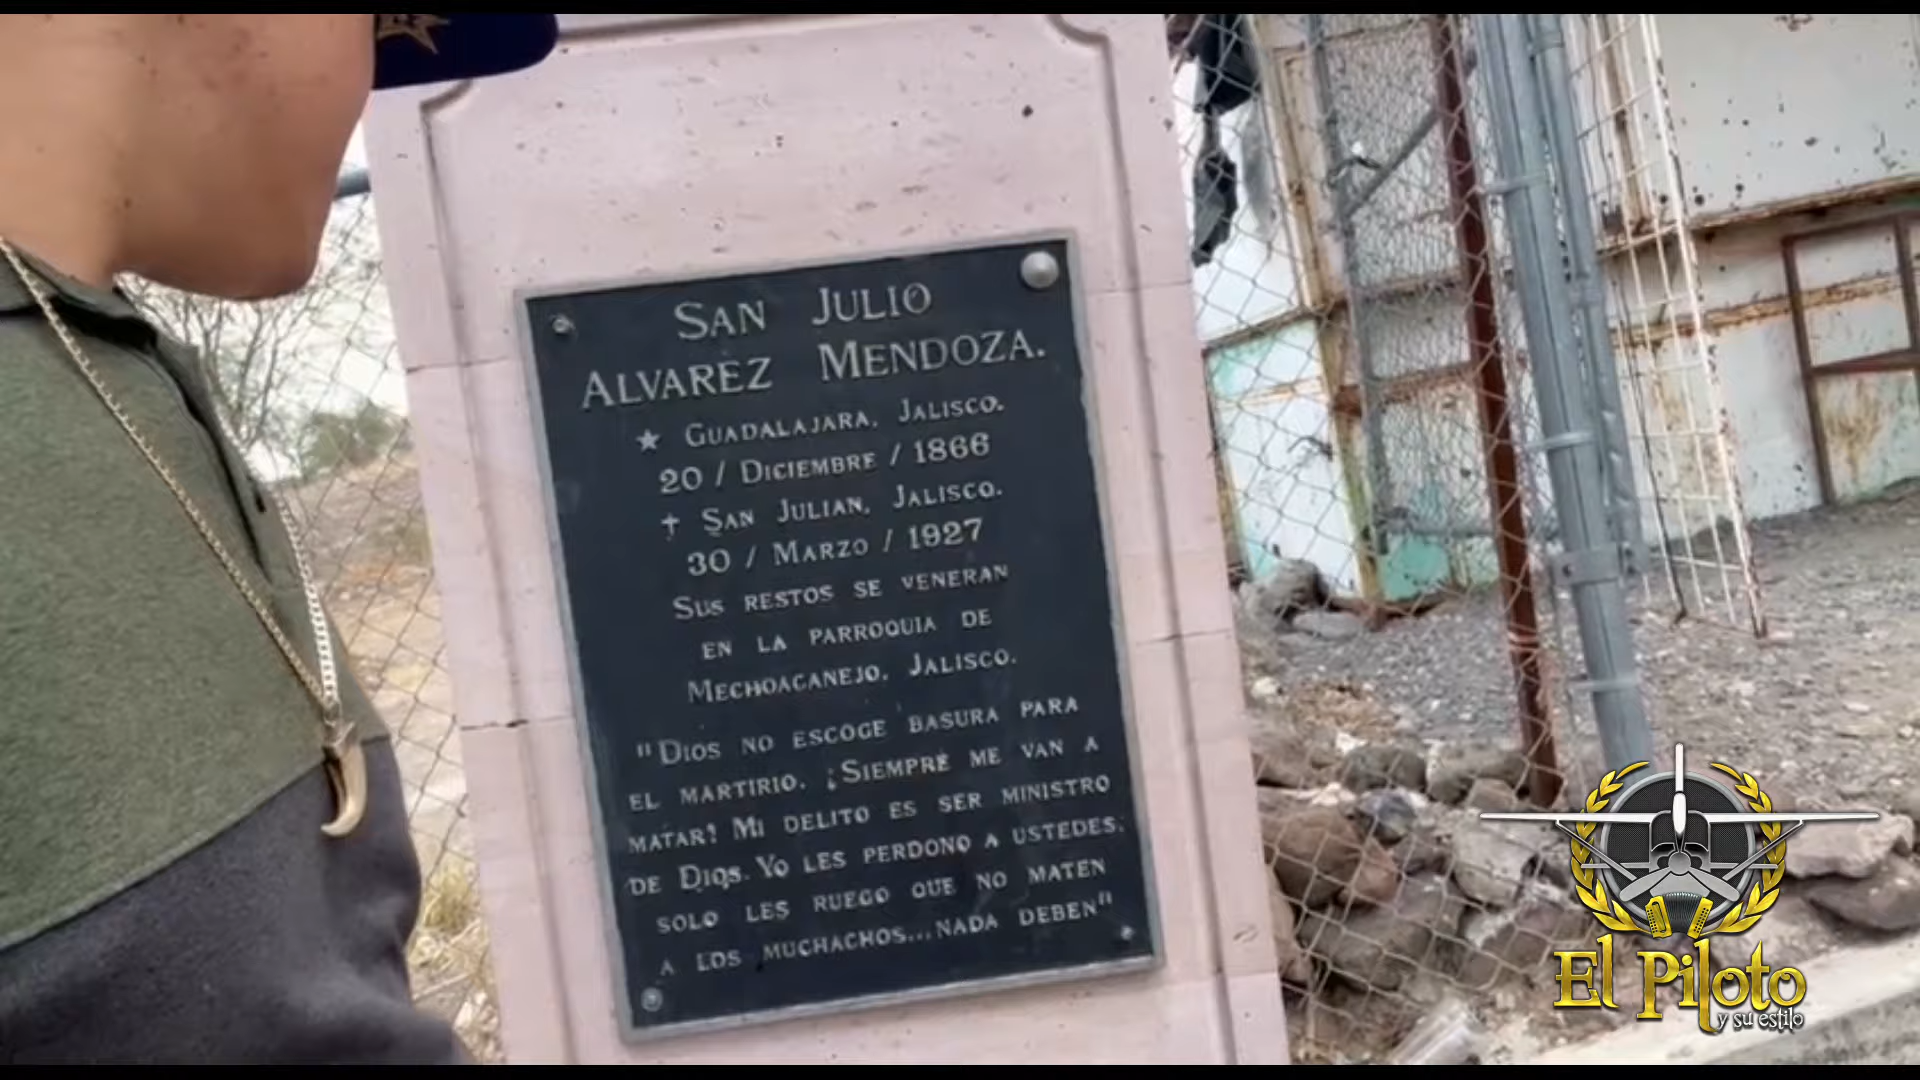 SAN JULIO
ALVAREZ MENDOZA.
★ GUADALAJARA, JALISCO.
20 / DICIEMBRE / 1866
✝ SAN JULIAN, JALISCO.
30 / MARZO / 1927
SUS RESTOS SE VENERAN
EN LA PARROQUIA DE
MECHOACANEJO, JALISCO.
"DIOS NO ESCOGE BASURA PARA
EL MARTIRIO. ¡SIEMPRE ME VAN A
MATAR! MI DELITO ES SER MINISTRO
DE DIOS. YO LES PERDONO A USTEDES:
SOLO LES RUEGO QUE NO MATEN
A LOS MUCHACHOS...NADA DEBEN"
El Piloto
y su estilo